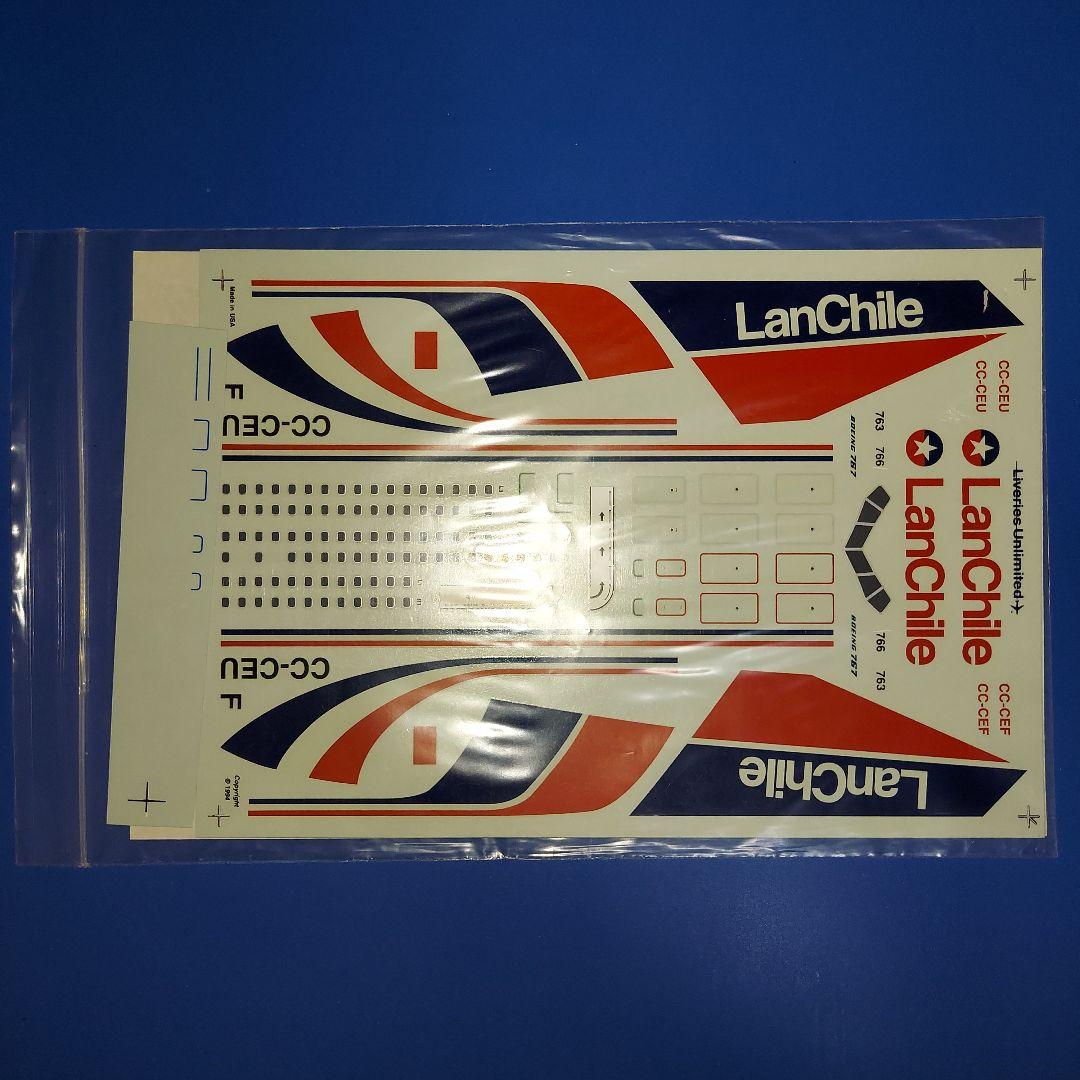 Made in USA
LanChile
F
CC-CEU
CC-CEU
CC-CEU
763 766
BOEING 767
Liveries Unlimited
LanChile
LanChile
BOEING 767
766 763
CC-CEU
F
CC-CEF
CC-CEF
LanChile
Copyright
© 1994